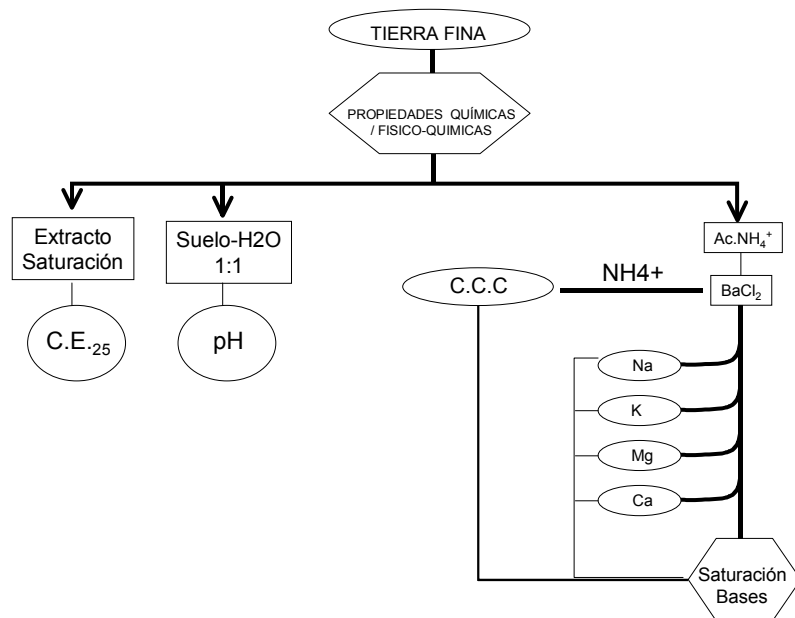 TIERRA FINA
PROPIEDADES QUÍMICAS
/ FISICO-QUIMICAS
Extracto
Saturación
Suelo-H2O
1:1
Ac.NH₄⁺
C.C.C
NH4+
BaCl₂
C.E.₂₅
pH
Na
K
Mg
Ca
Saturación
Bases